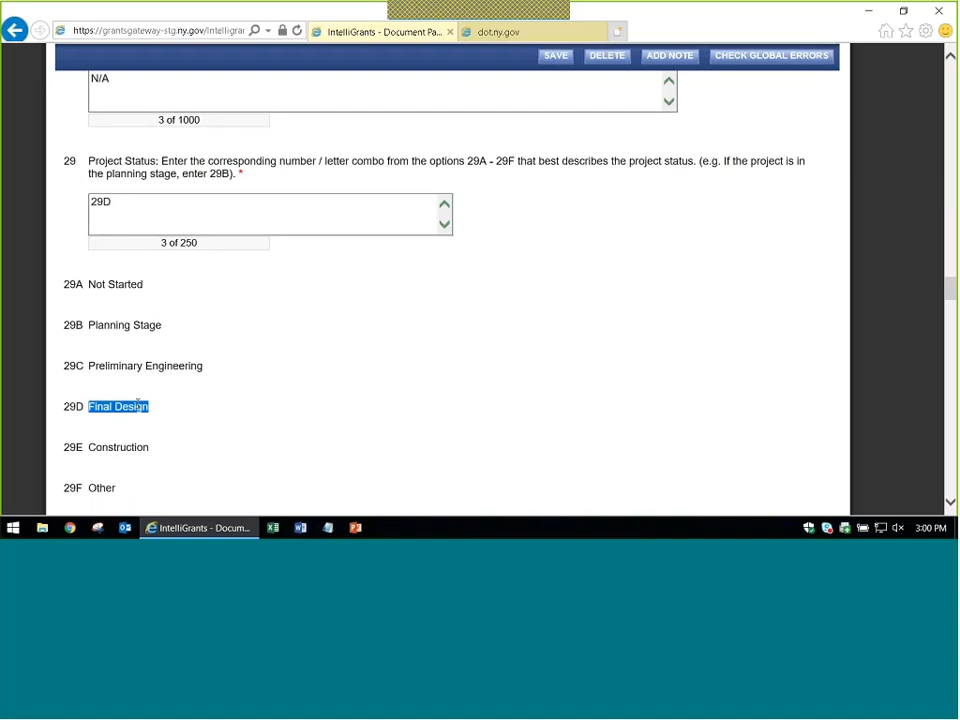 https://grantsgateway-stg.ny.gov/Intelligrar
IntelliGrants - Document Pa...
dot.ny.gov
SAVE
DELETE
ADD NOTE
CHECK GLOBAL ERRORS
N/A
3 of 1000
29 Project Status: Enter the corresponding number / letter combo from the options 29A - 29F that best describes the project status. (e.g. If the project is in
the planning stage, enter 29B). *
29D
3 of 250
29A Not Started
29B Planning Stage
29C Preliminary Engineering
29D Final Design
29E Construction
29F Other
IntelliGrants - Docum...
3:00 PM